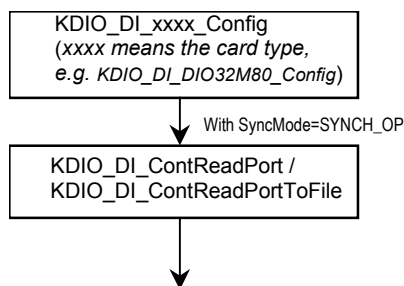 KDIO_DI_xxxx_Config
(xxxx means the card type,
e.g. KDIO_DI_DIO32M80_Config)
With SyncMode=SYNCH_OP
KDIO_DI_ContReadPort /
KDIO_DI_ContReadPortToFile